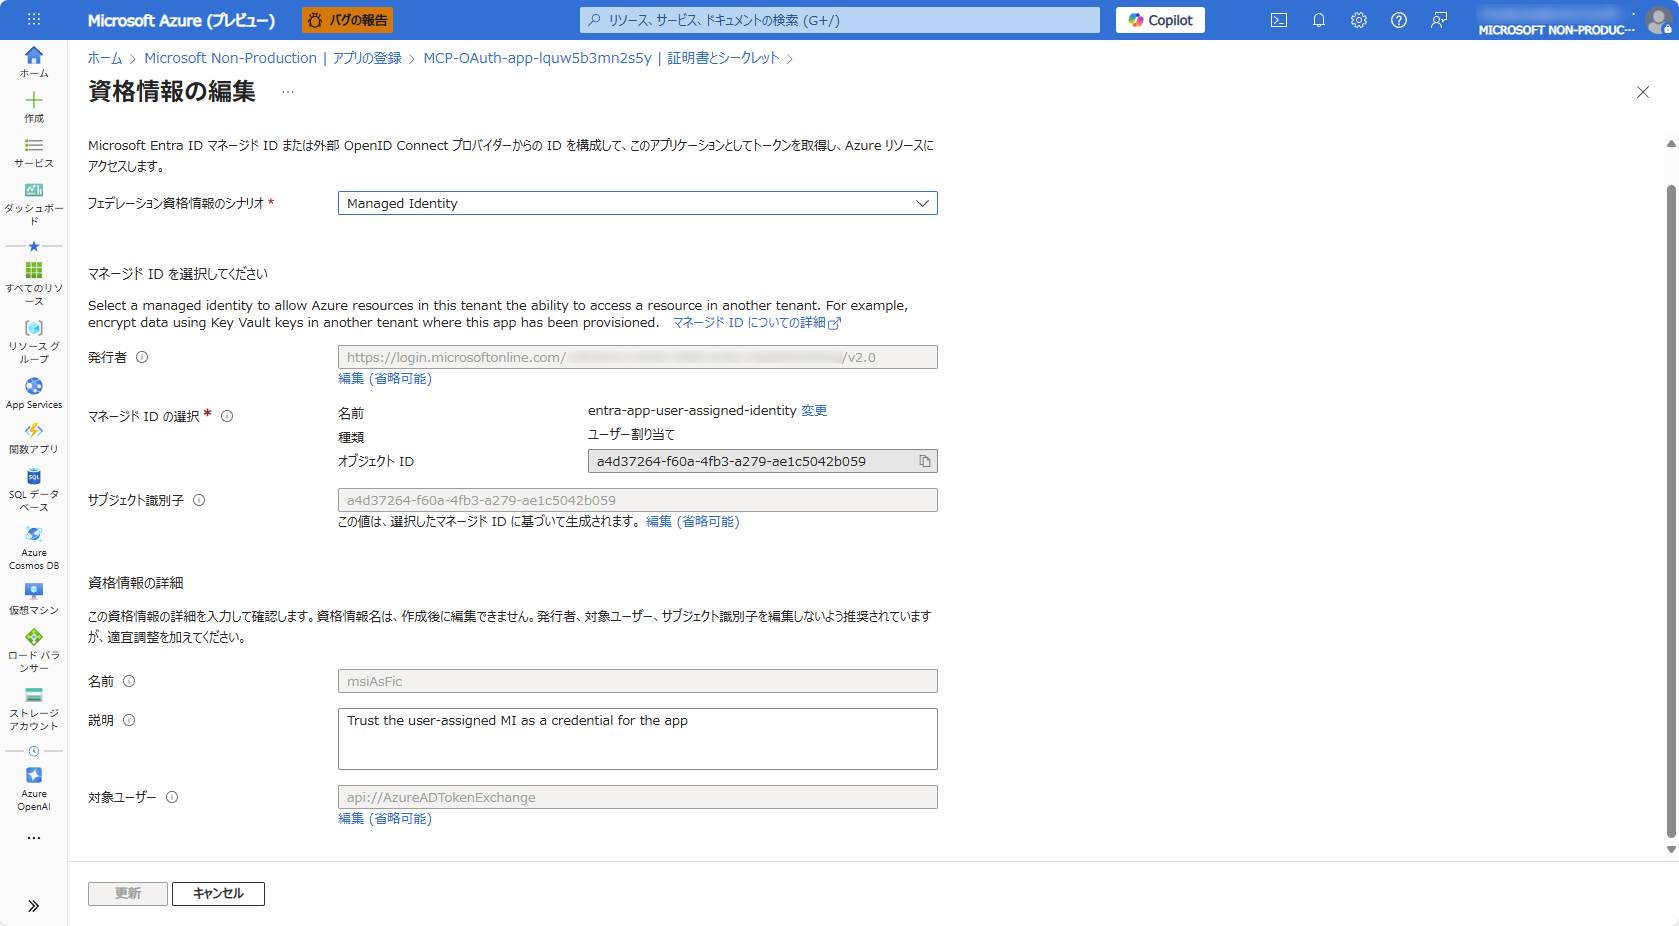 Microsoft Azure (プレビュー)
バグの報告
リソース、サービス、ドキュメントの検索 (G+/)
Copilot
MICROSOFT NON-PRODUC···
ホーム
作成
サービス
ダッシュボー
ド
すべてのリソ
ース
リソース グ
ループ
App Services
関数アプリ
SQL データ
ベース
Azure
Cosmos DB
仮想マシン
ロード バラ
ンサー
ストレージ
アカウント
Azure
OpenAI
ホーム > Microsoft Non-Production | アプリの登録 > MCP-OAuth-app-lquw5b3mn2s5y | 証明書とシークレット >
資格情報の編集 ...
Microsoft Entra ID マネージド ID または外部 OpenID Connect プロバイダーからの ID を構成して、このアプリケーションとしてトークンを取得し、Azure リソースに
アクセスします。
フェデレーション資格情報のシナリオ *
Managed Identity
マネージド ID を選択してください
Select a managed identity to allow Azure resources in this tenant the ability to access a resource in another tenant. For example,
encrypt data using Key Vault keys in another tenant where this app has been provisioned. マネージド ID についての詳細
発行者
https://login.microsoftonline.com/ /v2.0
編集 (省略可能)
マネージド ID の選択 *
名前
entra-app-user-assigned-identity 変更
種類
ユーザー割り当て
オブジェクト ID
a4d37264-f60a-4fb3-a279-ae1c5042b059
サブジェクト識別子
a4d37264-f60a-4fb3-a279-ae1c5042b059
この値は、選択したマネージド ID に基づいて生成されます。 編集 (省略可能)
資格情報の詳細
この資格情報の詳細を入力して確認します。資格情報名は、作成後に編集できません。発行者、対象ユーザー、サブジェクト識別子を編集しないよう推奨されています
が、適宜調整を加えてください。
名前
msiAsFic
説明
Trust the user-assigned MI as a credential for the app
対象ユーザー
api://AzureADTokenExchange
編集 (省略可能)
更新
キャンセル